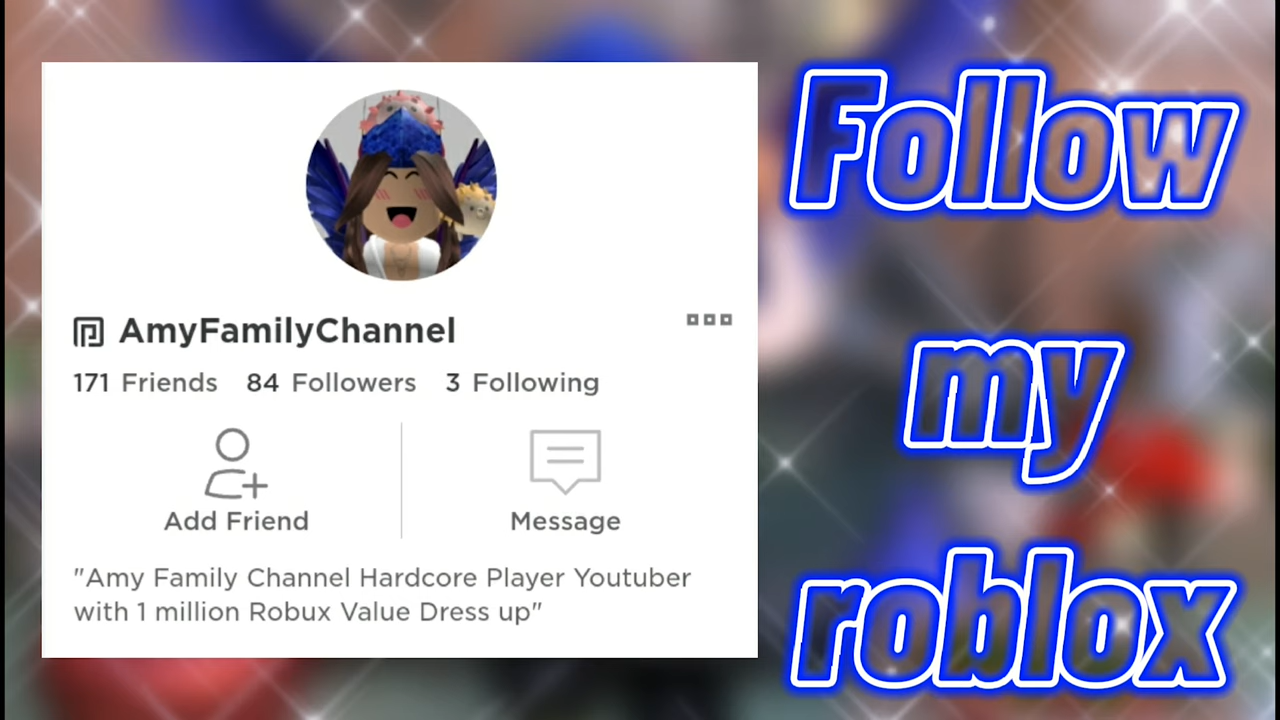 AmyFamilyChannel
171 Friends 84 Followers 3 Following
Add Friend Message
"Amy Family Channel Hardcore Player Youtuber
with 1 million Robux Value Dress up"
Follow
my
roblox